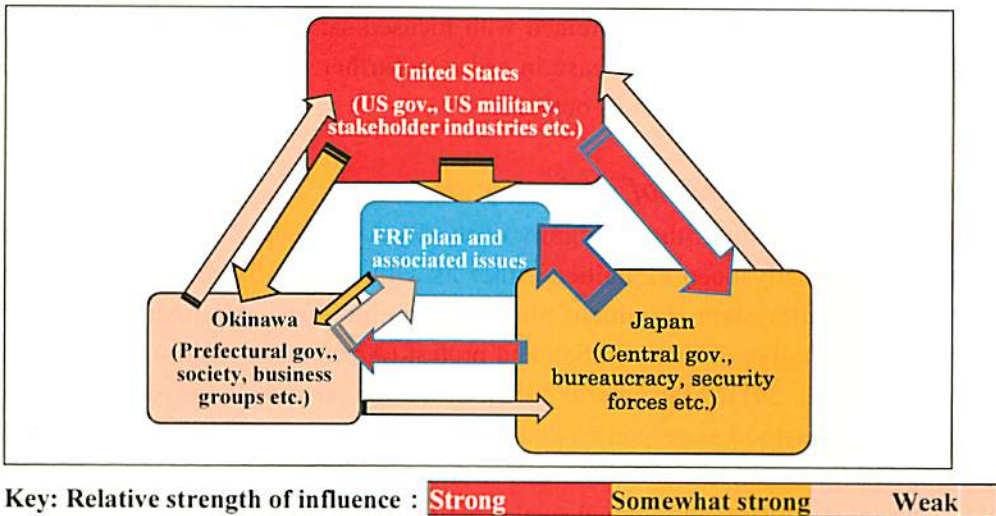 United States
(US gov., US military,
stakeholder industries etc.)
FRF plan and
associated issues
Okinawa
(Prefectural gov.,
society, business
groups etc.)
Japan
(Central gov.,
bureaucracy, security
forces etc.)
Key: Relative strength of influence : Strong Somewhat strong Weak